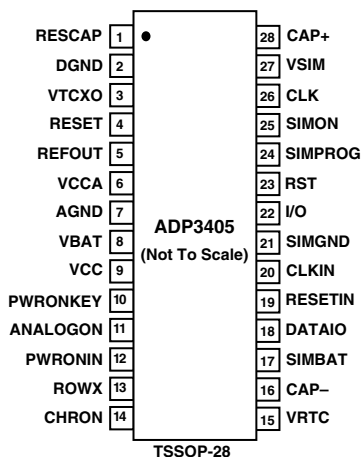 RESCAP 1 28 CAP+
DGND 2 27 VSIM
VTCXO 3 26 CLK
RESET 4 25 SIMON
REFOUT 5 24 SIMPROG
VCCA 6 23 RST
AGND 7 22 I/O
VBAT 8 21 SIMGND
VCC 9 20 CLKIN
PWRONKEY 10 19 RESETIN
ANALOGON 11 18 DATAIO
PWRONIN 12 17 SIMBAT
ROWX 13 16 CAP–
CHRON 14 15 VRTC
ADP3405
(Not To Scale)
TSSOP-28